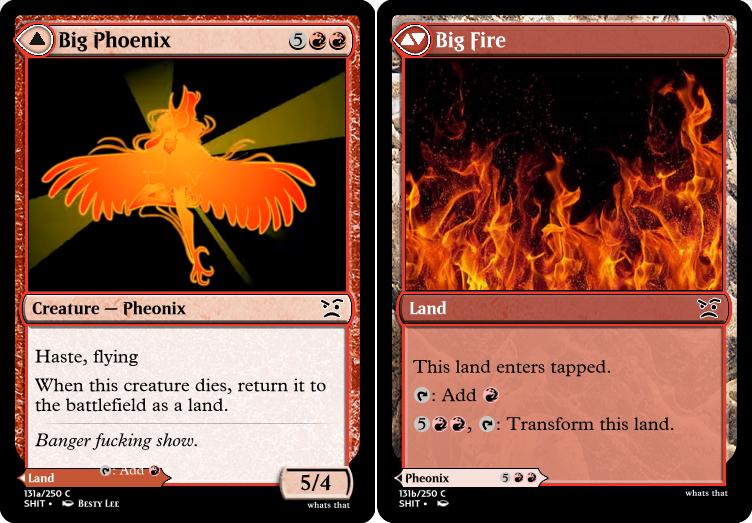 Big Phoenix 5
Creature — Pheonix
Haste, flying
When this creature dies, return it to
the battlefield as a land.
Banger fucking show.
Land : Add
5/4
131a/250 C
SHIT • Besty Lee
whats that
Big Fire
Land
This land enters tapped.
: Add
5 , : Transform this land.
Pheonix 5
131b/250 C
SHIT •
whats that